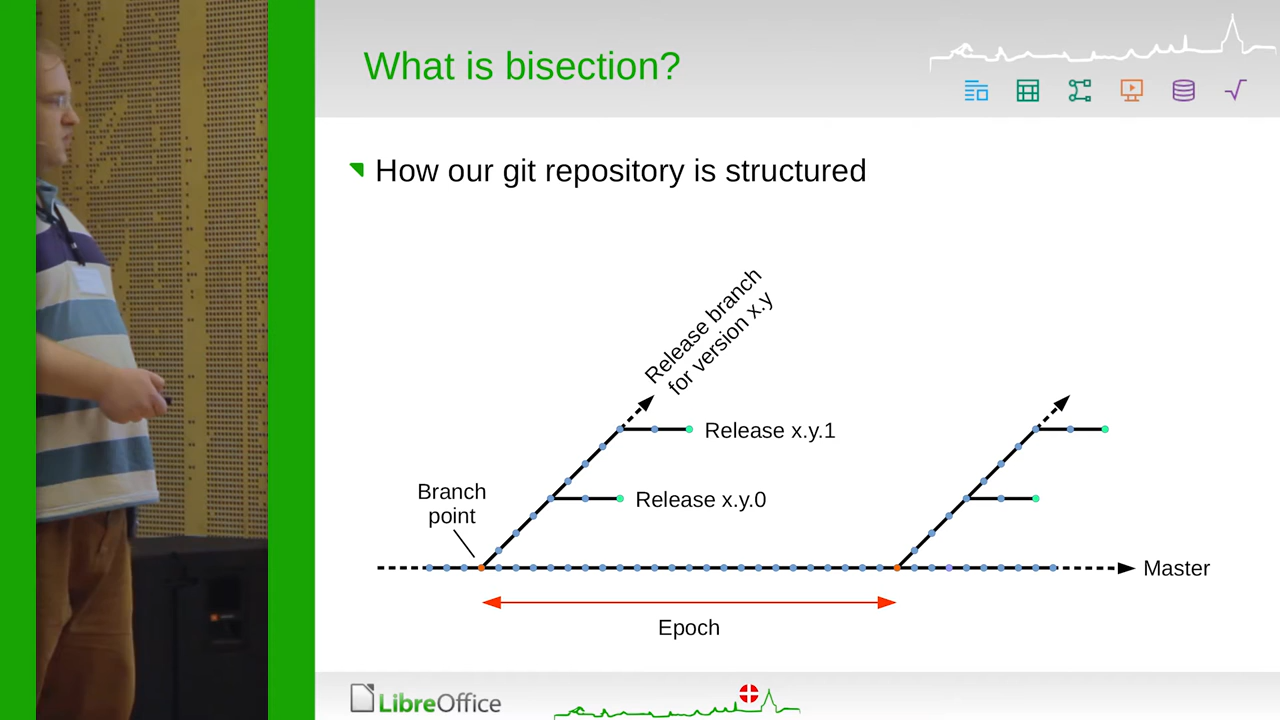 What is bisection?
How our git repository is structured
Release branch
for version x.y
Release x.y.1
Release x.y.0
Branch
point
Master
Epoch
LibreOffice